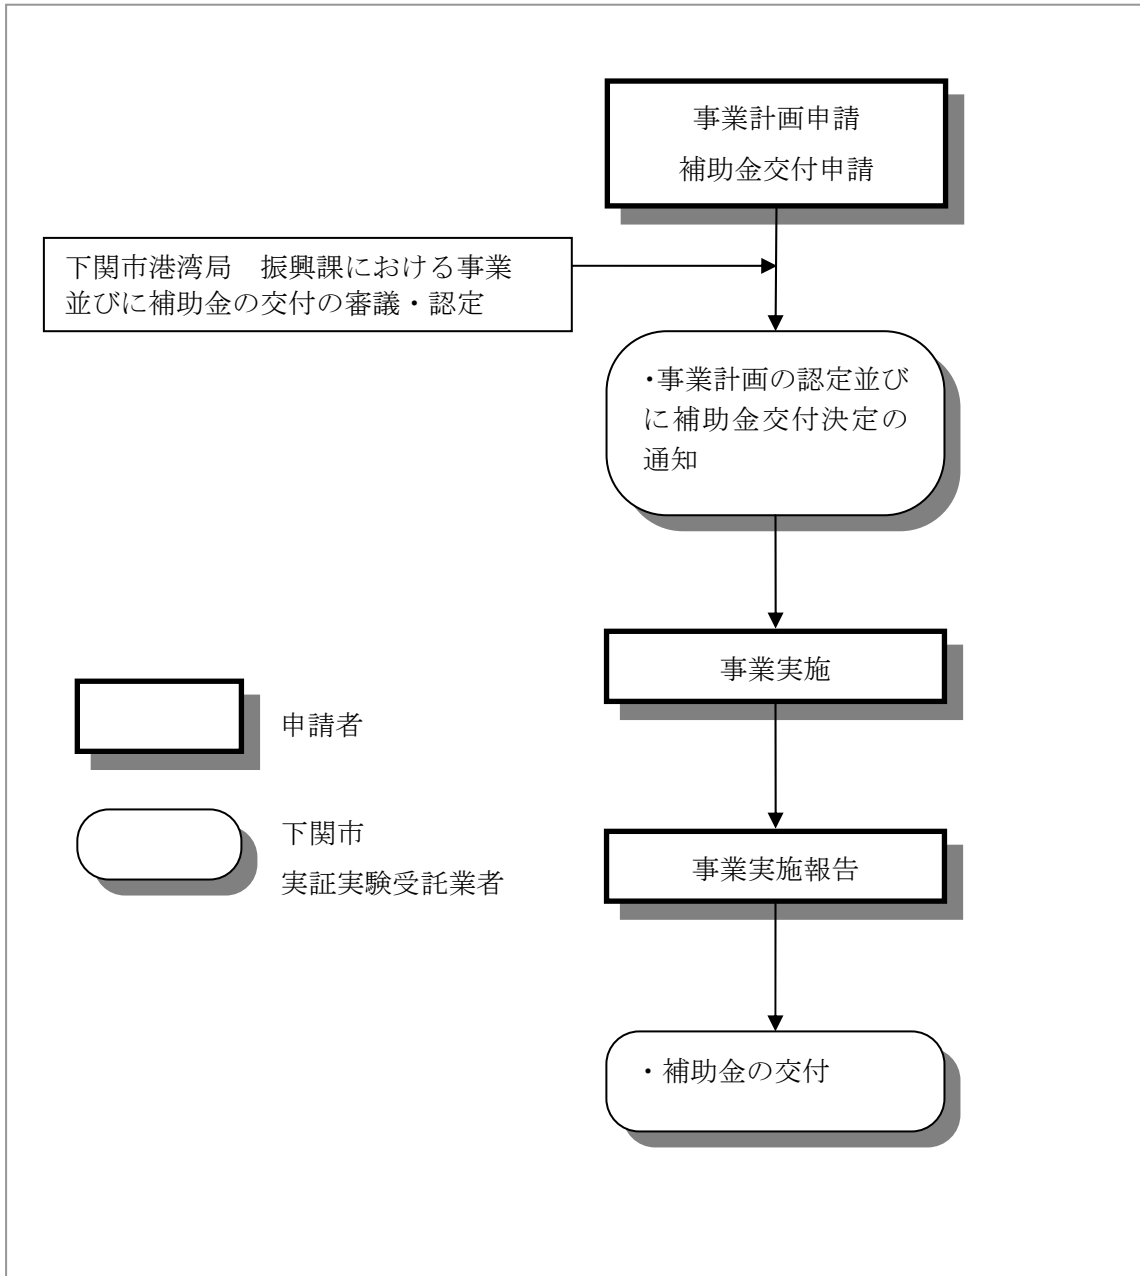 事業計画申請
補助金交付申請
下関市港湾局　振興課における事業
並びに補助金の交付の審議・認定
・事業計画の認定並び
に補助金交付決定の
通知
事業実施
申請者
下関市
実証実験受託業者
事業実施報告
・補助金の交付